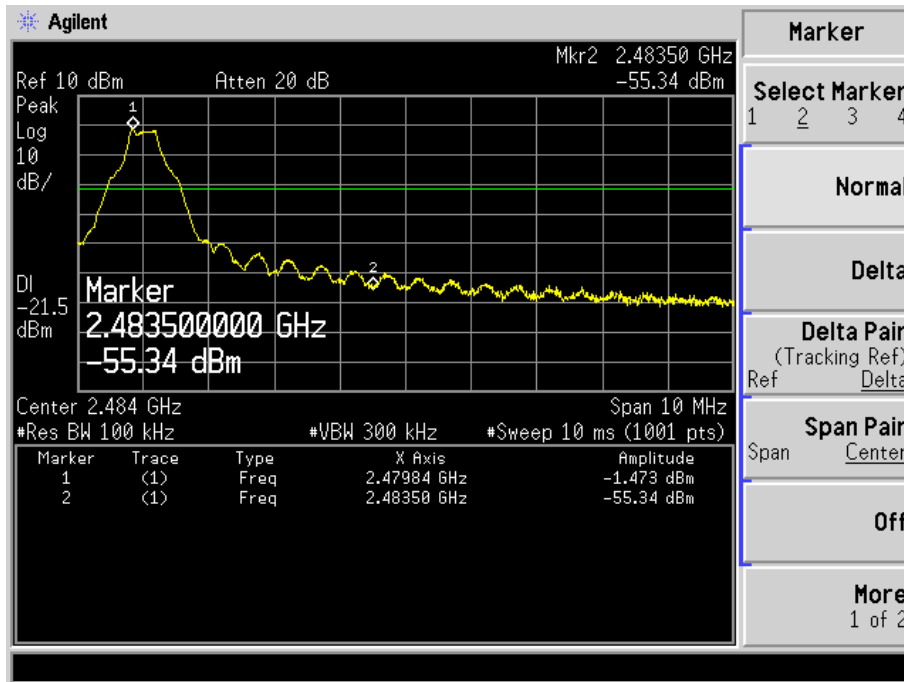 Agilent
Mkr2 2.48350 GHz
Ref 10 dBm Atten 20 dB -55.34 dBm
Peak
Log
10
dB/
1
2
DI
-21.5
dBm
Marker
2.483500000 GHz
-55.34 dBm
Center 2.484 GHz Span 10 MHz
#Res BW 100 kHz #VBW 300 kHz #Sweep 10 ms (1001 pts)
Marker Trace Type X Axis Amplitude
1 (1) Freq 2.47984 GHz -1.473 dBm
2 (1) Freq 2.48350 GHz -55.34 dBm
Marker
Select Marker
1 2 3 4
Normal
Delta
Delta Pair
(Tracking Ref)
Ref Delta
Span Pair
Span Center
Off
More
1 of 2